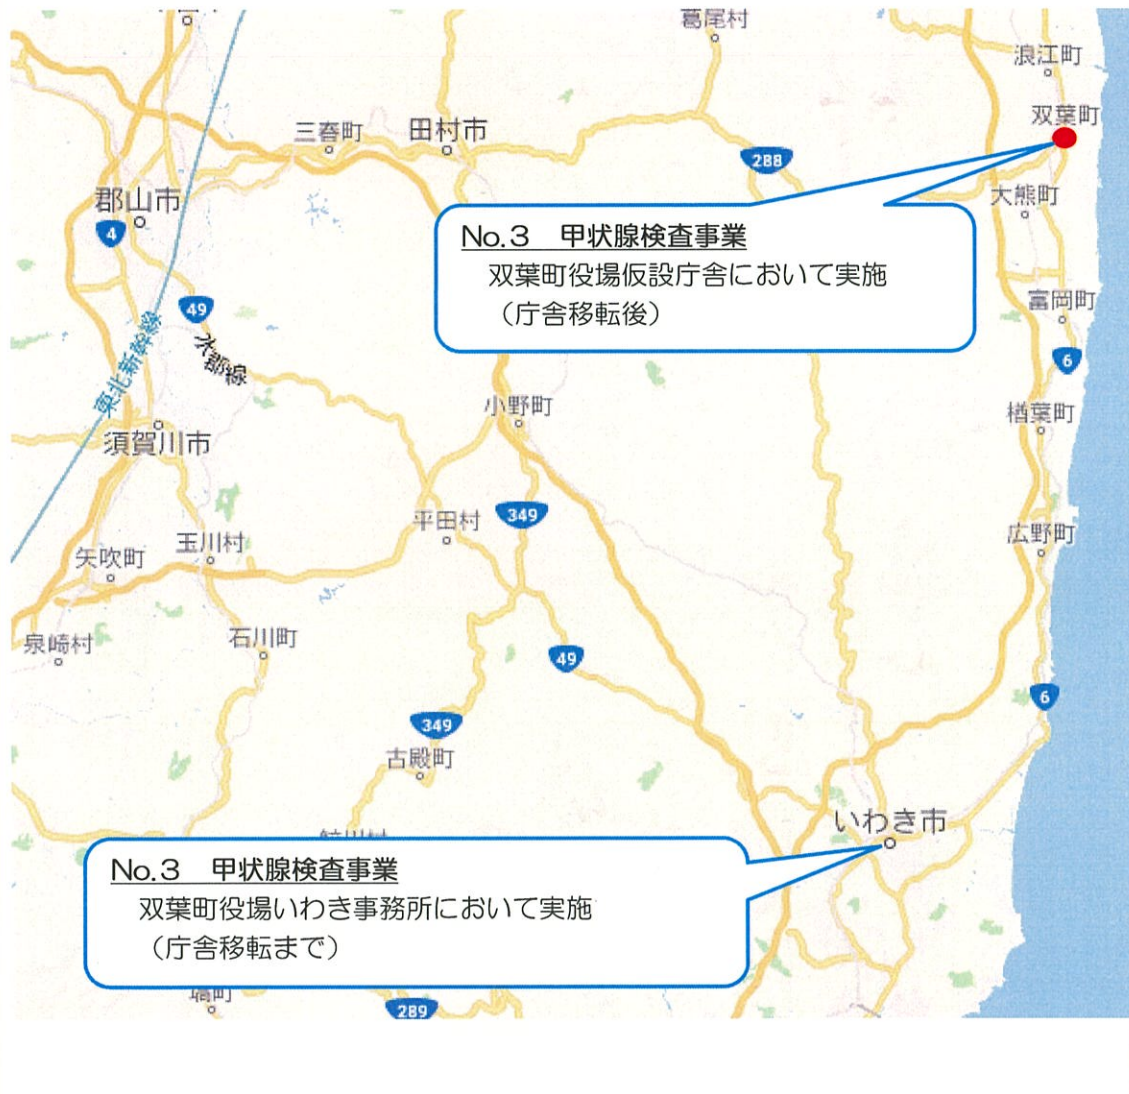 葛尾村
浪江町
双葉町
三春町
田村市
288
郡山市
大熊町
4
No.3　甲状腺検査事業
双葉町役場仮設庁舎において実施
（庁舎移転後）
富岡町
49
水郡線
東北新幹線
6
小野町
楢葉町
須賀川市
349
平田村
広野町
玉川村
矢吹町
泉崎村
石川町
49
6
349
古殿町
いわき市
No.3　甲状腺検査事業
双葉町役場いわき事務所において実施
（庁舎移転まで）
289